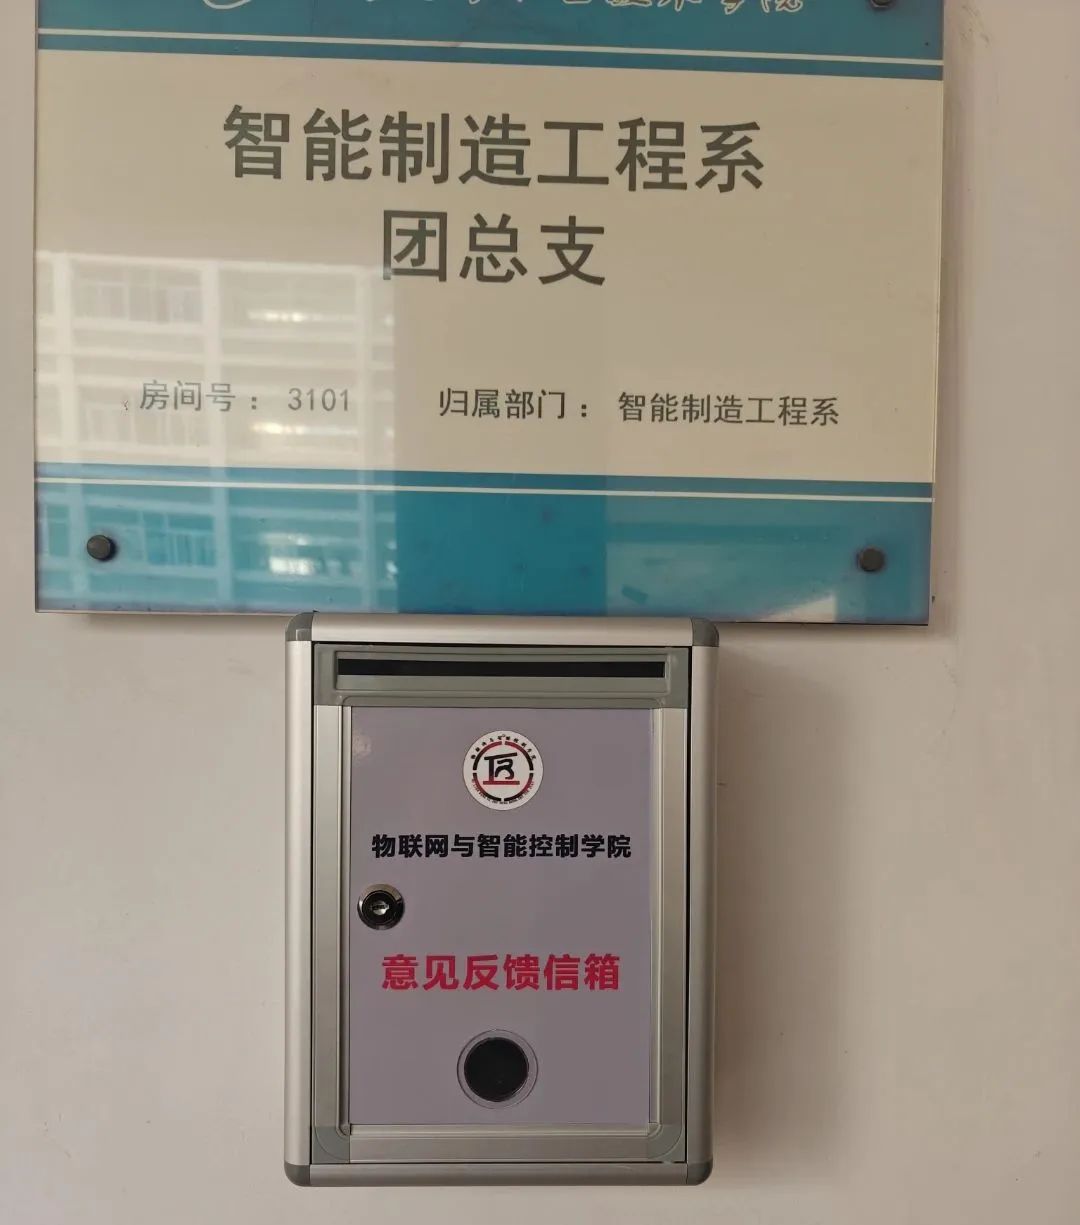 智能制造工程系
团总支
房间号： 3101 归属部门： 智能制造工程系
物联网与智能控制学院
意见反馈信箱